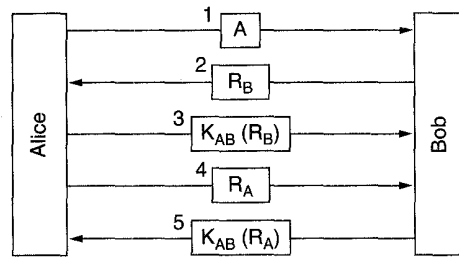 1
A
2
R_B
3
K_AB (R_B)
4
R_A
5
K_AB (R_A)
Alice
Bob